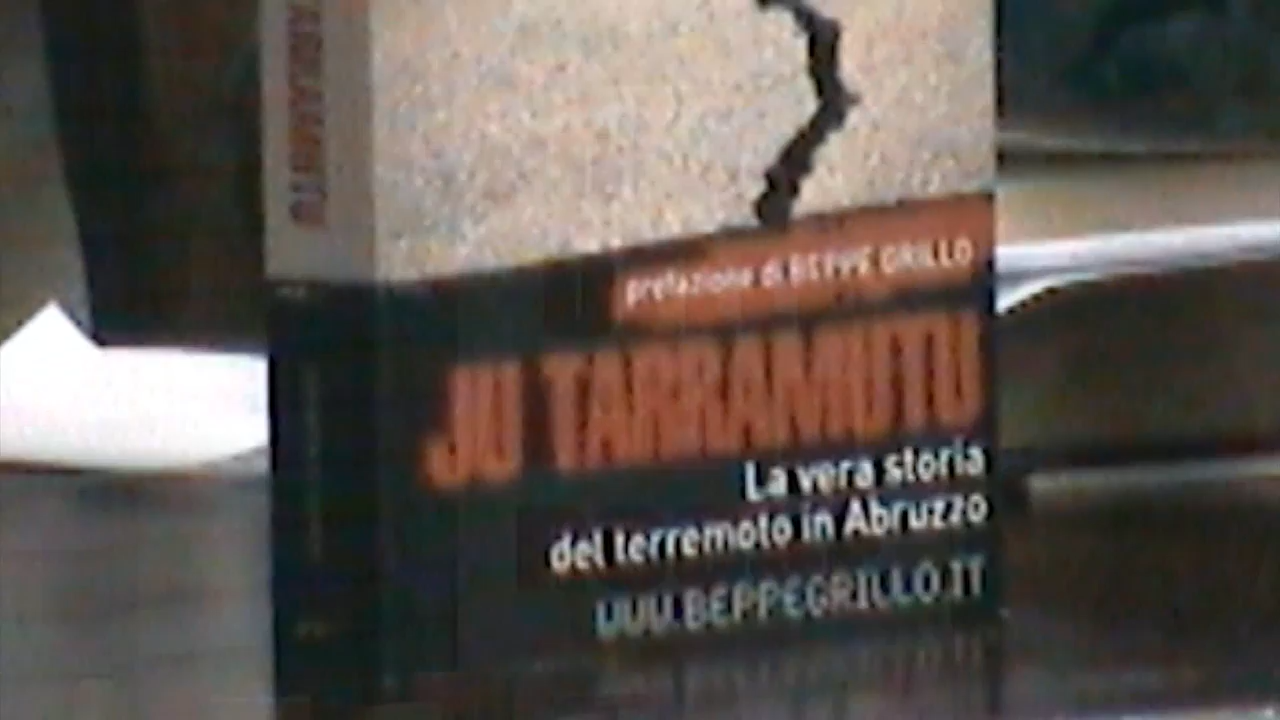 prefazione di BEPPE GRILLO
JU TARRAMUTU
La vera storia
del terremoto in Abruzzo
WWW.BEPPEGRILLO.IT